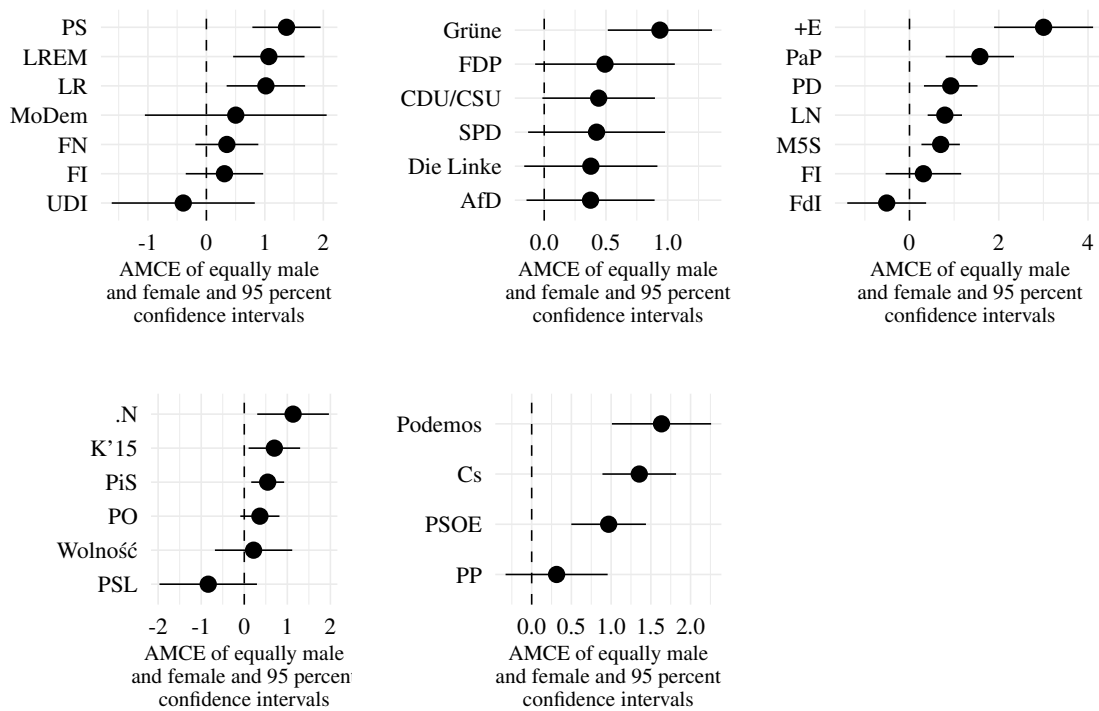 PS
LREM
LR
MoDem
FN
FI
UDI
-1 0 1 2
AMCE of equally male
and female and 95 percent
confidence intervals
Grüne
FDP
CDU/CSU
SPD
Die Linke
AfD
0.0 0.5 1.0
AMCE of equally male
and female and 95 percent
confidence intervals
+E
PaP
PD
LN
M5S
FI
FdI
0 2 4
AMCE of equally male
and female and 95 percent
confidence intervals
.N
K'15
PiS
PO
Wolność
PSL
-2 -1 0 1 2
AMCE of equally male
and female and 95 percent
confidence intervals
Podemos
Cs
PSOE
PP
0.0 0.5 1.0 1.5 2.0
AMCE of equally male
and female and 95 percent
confidence intervals